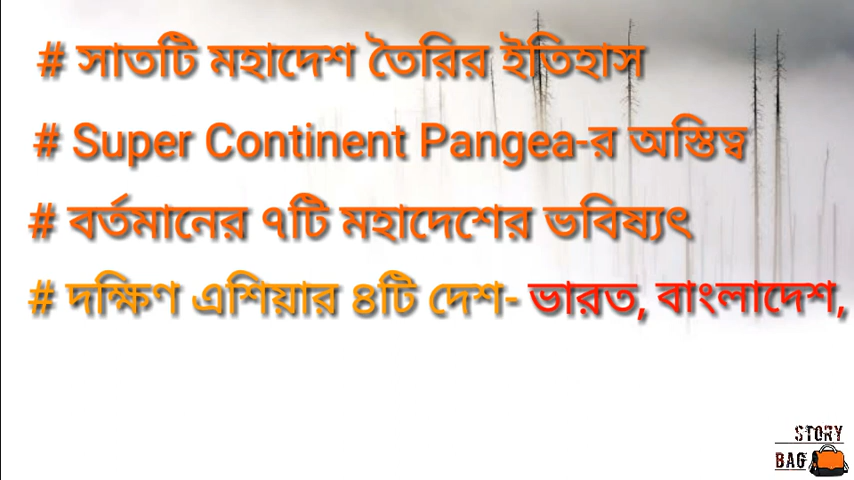 # সাতটি মহাদেশ তৈরির ইতিহাস
# Super Continent Pangea-র অস্তিত্ব
# বর্তমানের ৭টি মহাদেশের ভবিষ্যৎ
# দক্ষিণ এশিয়ার ৪টি দেশ- ভারত, বাংলাদেশ,
STORY
BAG